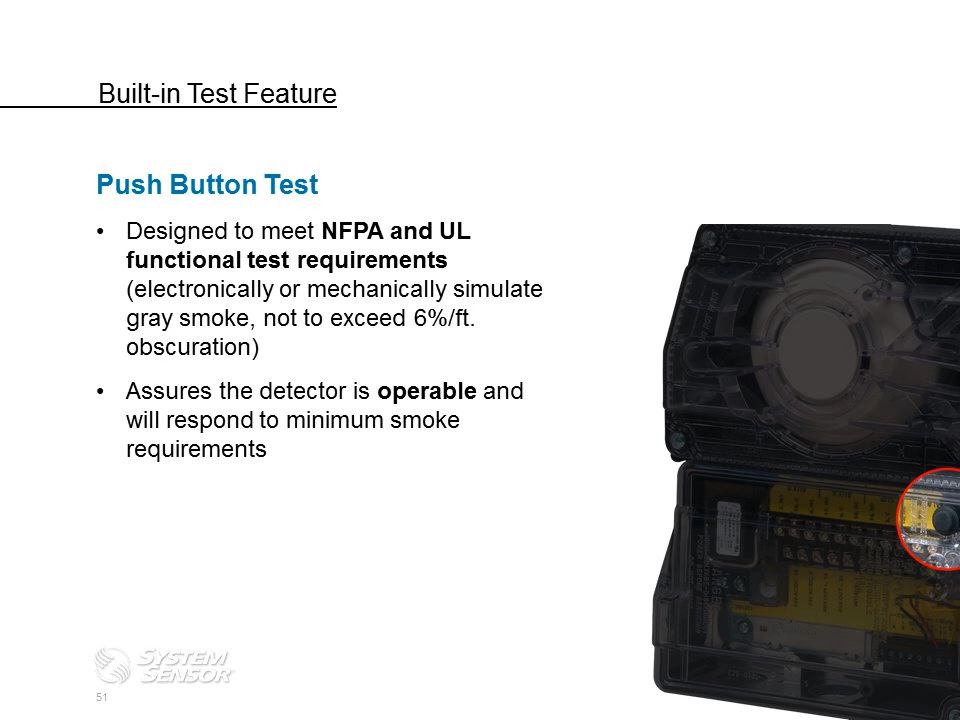 Built-in Test Feature
Push Button Test
• Designed to meet NFPA and UL
functional test requirements
(electronically or mechanically simulate
gray smoke, not to exceed 6%/ft.
obscuration)
• Assures the detector is operable and
will respond to minimum smoke
requirements
SYSTEM
SENSOR
51